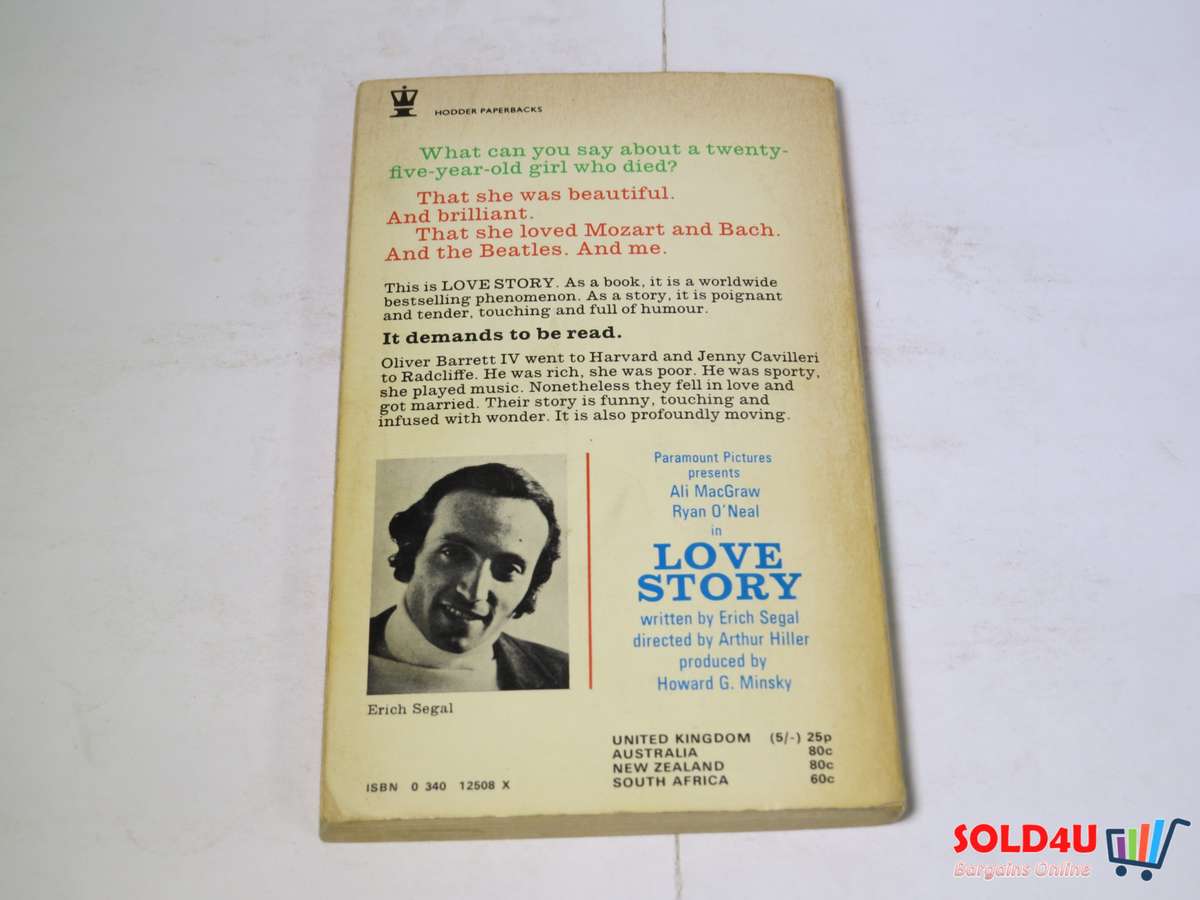 HODDER PAPERBACKS
What can you say about a twenty-
five-year-old girl who died?
That she was beautiful.
And brilliant.
That she loved Mozart and Bach.
And the Beatles. And me.
This is LOVE STORY. As a book, it is a worldwide
bestselling phenomenon. As a story, it is poignant
and tender, touching and full of humour.
It demands to be read.
Oliver Barrett IV went to Harvard and Jenny Cavilleri
to Radcliffe. He was rich, she was poor. He was sporty,
she played music. Nonetheless they fell in love and
got married. Their story is funny, touching and
infused with wonder. It is also profoundly moving.
Paramount Pictures
presents
Ali MacGraw
Ryan O'Neal
in
LOVE
STORY
written by Erich Segal
directed by Arthur Hiller
produced by
Howard G. Minsky
Erich Segal
UNITED KINGDOM (5/-) 25p
AUSTRALIA 80c
NEW ZEALAND 80c
SOUTH AFRICA 60c
ISBN 0 340 12508 X
SOLD4U
Bargains Online